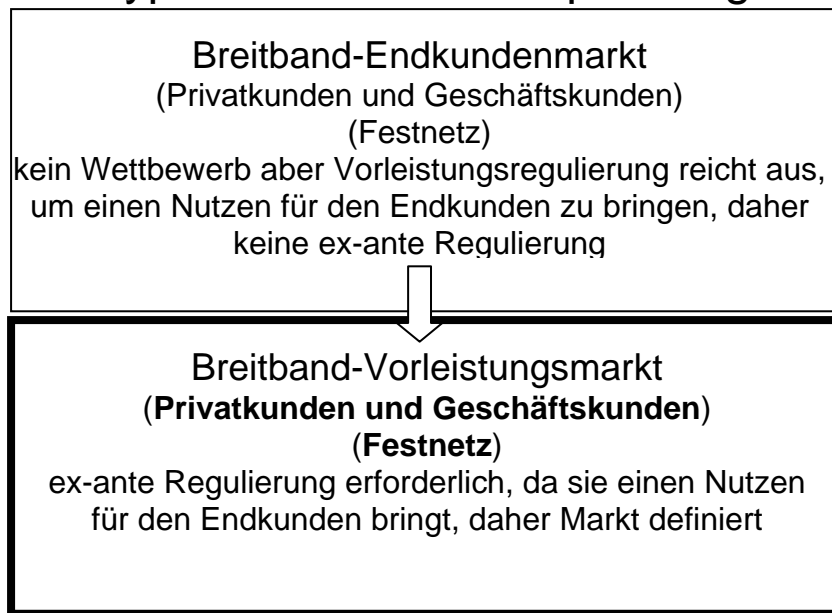 Breitband-Endkundenmarkt
(Privatkunden und Geschäftskunden)
(Festnetz)
kein Wettbewerb aber Vorleistungsregulierung reicht aus,
um einen Nutzen für den Endkunden zu bringen, daher
keine ex-ante Regulierung
Breitband-Vorleistungsmarkt
(Privatkunden und Geschäftskunden)
(Festnetz)
ex-ante Regulierung erforderlich, da sie einen Nutzen
für den Endkunden bringt, daher Markt definiert